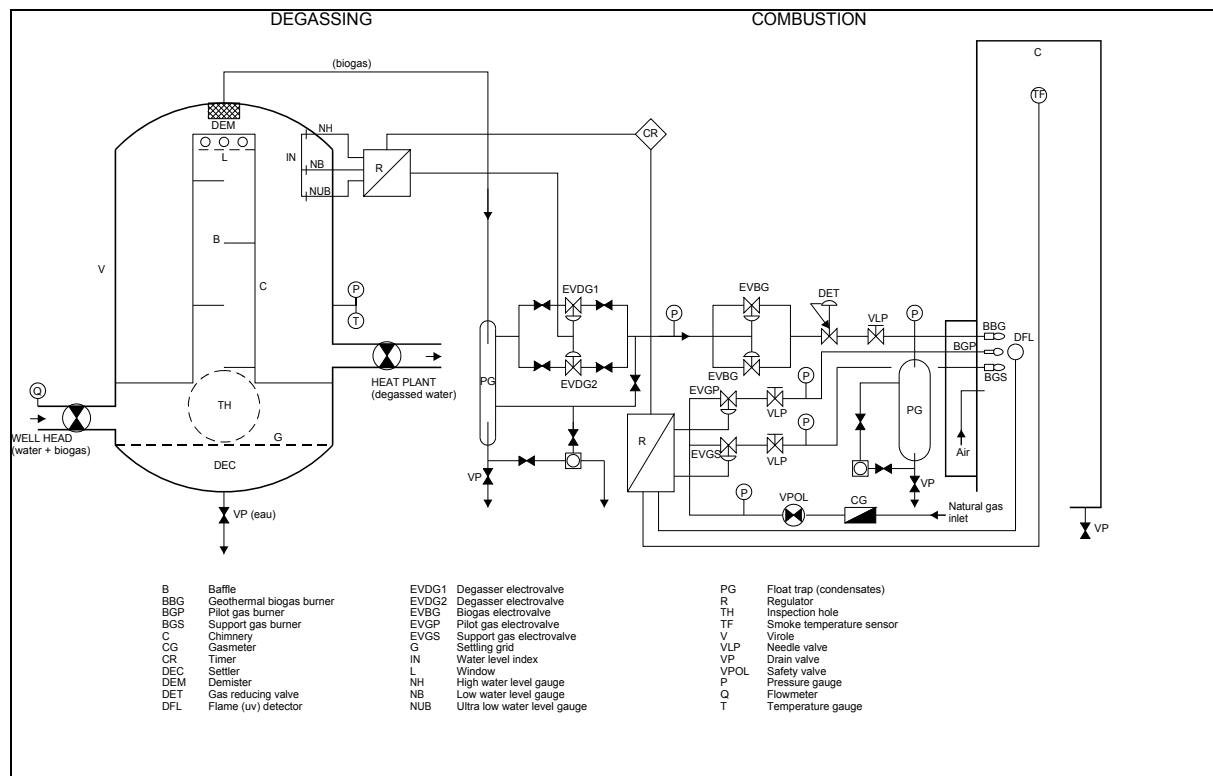 DEGASSING
COMBUSTION
(biogas)
C
TF
DEM
NH
CR
L
IN
NB
R
NUB
B
V
C
P
T
EVDG1
EVBG
DET
VLP
P
P
BBG
DFL
BGP
BGS
HEAT PLANT
(degassed water)
EVDG2
EVBG
EVGP
P
PG
VLP
PG
Q
TH
WELL HEAD
(water + biogas)
G
P
R
EVGS
VLP
Air
DEC
VP
VP
P
VPOL
CG
Natural gas
inlet
VP (eau)
VP
B Baffle
BBG Geothermal biogas burner
BGP Pilot gas burner
BGS Support gas burner
C Chimnery
CG Gasmeter
CR Timer
DEC Settler
DEM Demister
DET Gas reducing valve
DFL Flame (uv) detector
EVDG1 Degasser electrovalve
EVDG2 Degasser electrovalve
EVBG Biogas electrovalve
EVGP Pilot gas electrovalve
EVGS Support gas electrovalve
G Settling grid
IN Water level index
L Window
NH High water level gauge
NB Low water level gauge
NUB Ultra low water level gauge
PG Float trap (condensates)
R Regulator
TH Inspection hole
TF Smoke temperature sensor
V Virole
VLP Needle valve
VP Drain valve
VPOL Safety valve
P Pressure gauge
Q Flowmeter
T Temperature gauge